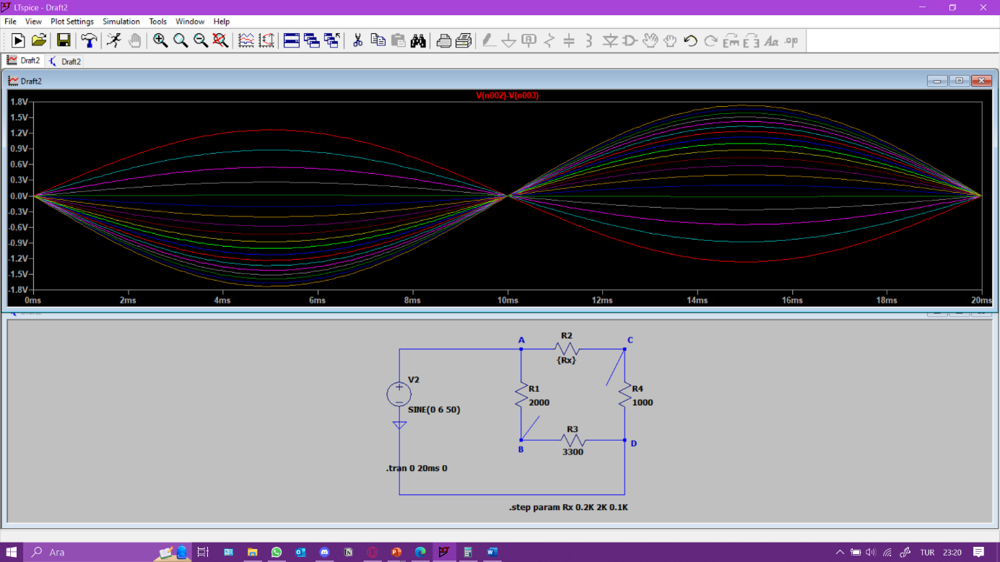 LTspice - Draft2
File View Plot Settings Simulation Tools Window Help
Draft2 Draft2
Draft2
V(n002)-V(n003)
1.8V
1.5V
1.2V
0.9V
0.6V
0.3V
0.0V
-0.3V
-0.6V
-0.9V
-1.2V
-1.5V
-1.8V
0ms 2ms 4ms 6ms 8ms 10ms 12ms 14ms 16ms 18ms 20ms
R2
A C
{Rx}
V2
R1 R4
2000 1000
SINE(0 6 50)
R3
B D
3300
.tran 0 20ms 0
.step param Rx 0.2K 2K 0.1K
Ara
TUR 23:20